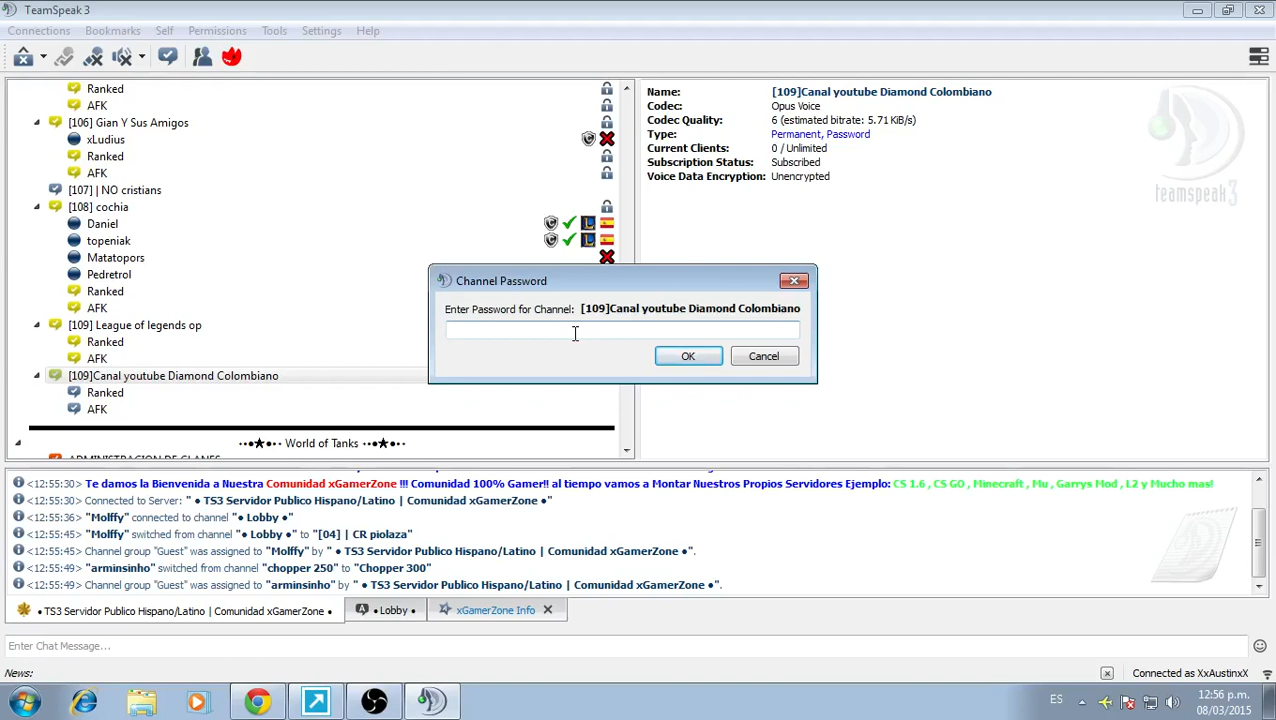 TeamSpeak 3
Connections Bookmarks Self Permissions Tools Settings Help
Ranked
AFK
[106] Gian Y Sus Amigos
xLudius
Ranked
AFK
[107] | NO cristians
[108] cochia
Daniel
topeniak
Matatopors
Pedretrol
Ranked
AFK
[109] League of legends op
Ranked
AFK
[109]Canal youtube Diamond Colombiano
Ranked
AFK
••●★●•• World of Tanks ••●★●••
ADMINISTRACION DE CLANES
Name: [109]Canal youtube Diamond Colombiano
Codec: Opus Voice
Codec Quality: 6 (estimated bitrate: 5.71 KiB/s)
Type: Permanent, Password
Current Clients: 0 / Unlimited
Subscription Status: Subscribed
Voice Data Encryption: Unencrypted
teamspeak 3
Channel Password
Enter Password for Channel: [109]Canal youtube Diamond Colombiano
OK Cancel
<12:55:30> Te damos la Bienvenida a Nuestra Comunidad xGamerZone !!! Comunidad 100% Gamer!! al tiempo vamos a Montar Nuestros Propios Servidores Ejemplo: CS 1.6 , CS GO , Minecraft , Mu , Garrys Mod , L2 y Mucho mas!
<12:55:30> Connected to Server: " ● TS3 Servidor Publico Hispano/Latino | Comunidad xGamerZone ●"
<12:55:36> "Molffy" connected to channel "● Lobby ●"
<12:55:45> "Molffy" switched from channel "● Lobby ●" to "[04] | CR piolaza"
<12:55:45> Channel group "Guest" was assigned to "Molffy" by " ● TS3 Servidor Publico Hispano/Latino | Comunidad xGamerZone ●".
<12:55:49> "arminsinho" switched from channel "chopper 250" to "Chopper 300"
<12:55:49> Channel group "Guest" was assigned to "arminsinho" by " ● TS3 Servidor Publico Hispano/Latino | Comunidad xGamerZone ●".
• TS3 Servidor Publico Hispano/Latino | Comunidad xGamerZone • • Lobby • xGamerZone Info
Enter Chat Message...
News: Connected as XxAustinxX
ES 12:56 p.m.
08/03/2015